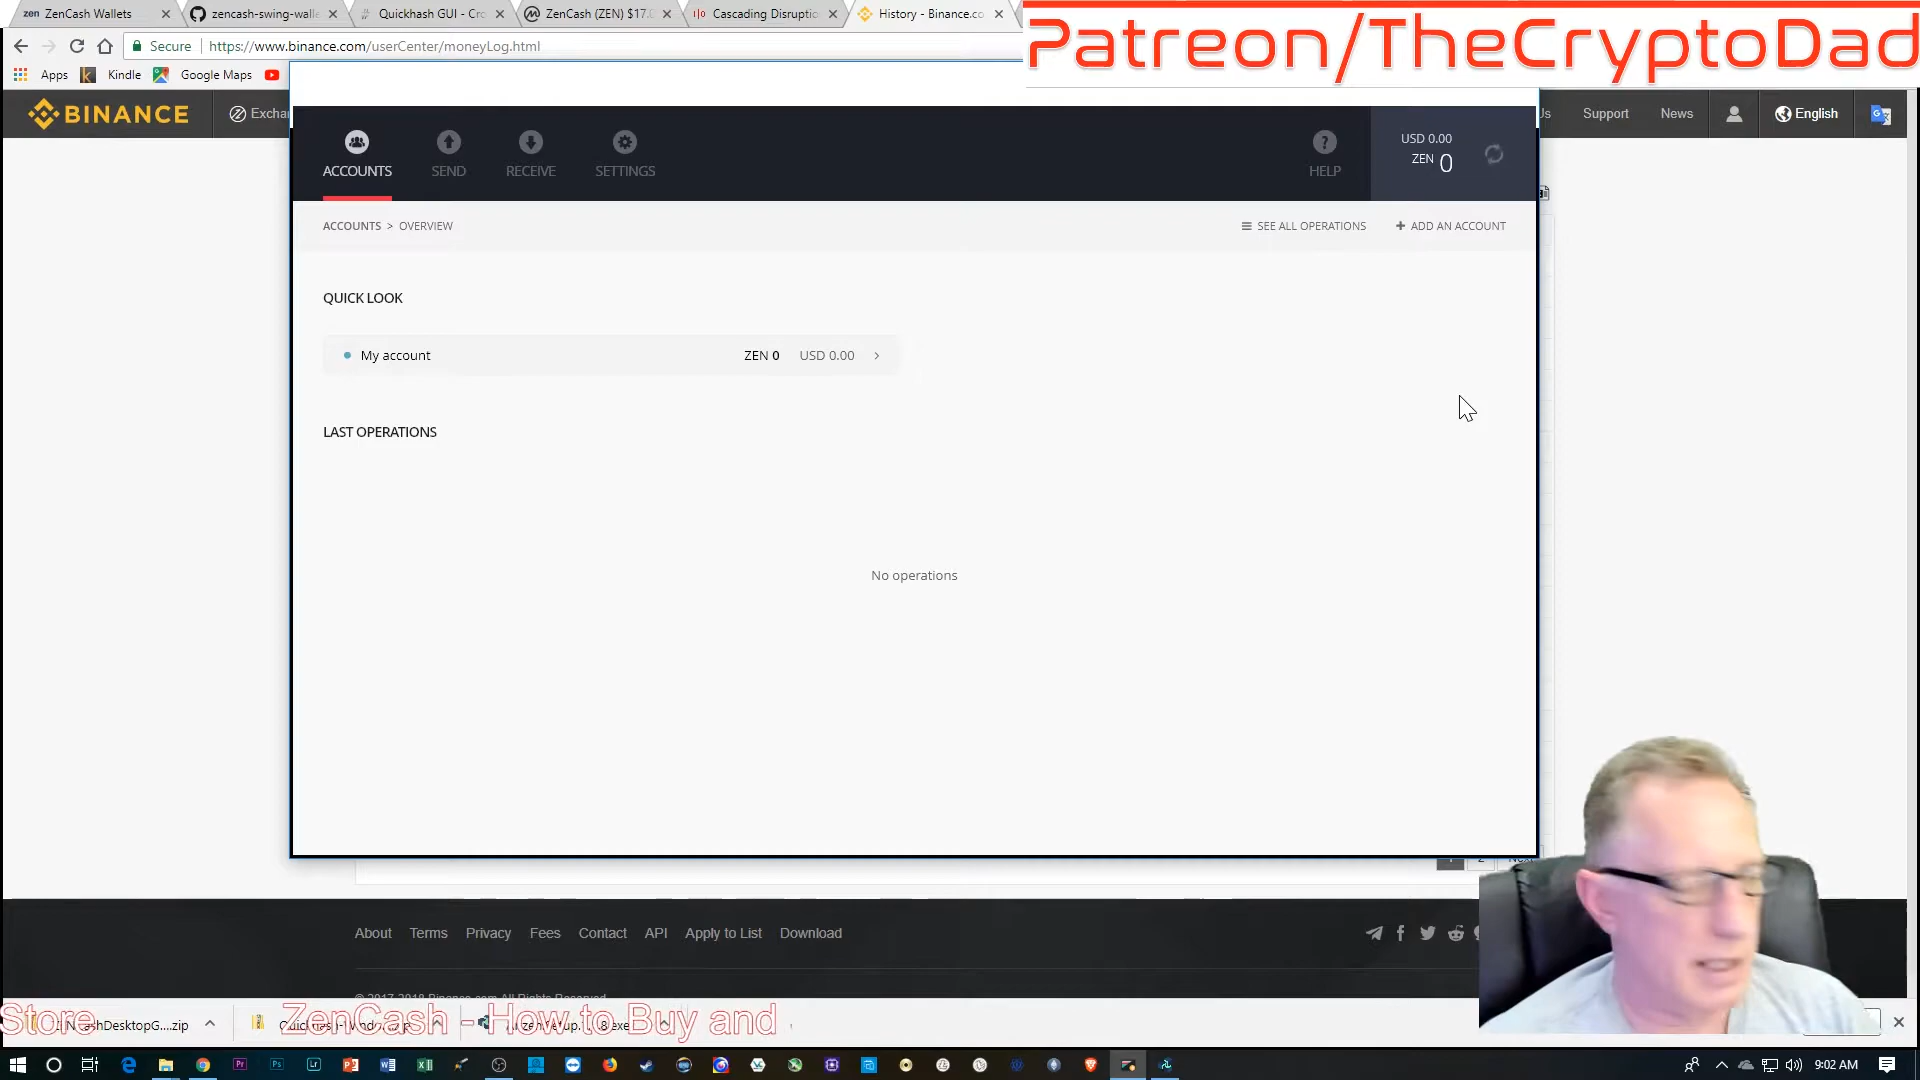 ZenCash Wallets
zencash-swing-walle
Quickhash GUI - Cro
ZenCash (ZEN) $17.
Cascading Disruptio
History - Binance.co
Patreon/TheCryptoDad
Secure
https://www.binance.com/userCenter/moneyLog.html
Apps
Kindle
Google Maps
BINANCE
Support
News
English
ACCOUNTS
SEND
RECEIVE
SETTINGS
HELP
USD 0.00
ZEN 0
ACCOUNTS > OVERVIEW
SEE ALL OPERATIONS
+ ADD AN ACCOUNT
QUICK LOOK
My account
ZEN 0
USD 0.00
LAST OPERATIONS
No operations
About
Terms
Privacy
Fees
Contact
API
Apply to List
Download
Store
ZenCash - How to Buy and
9:02 AM